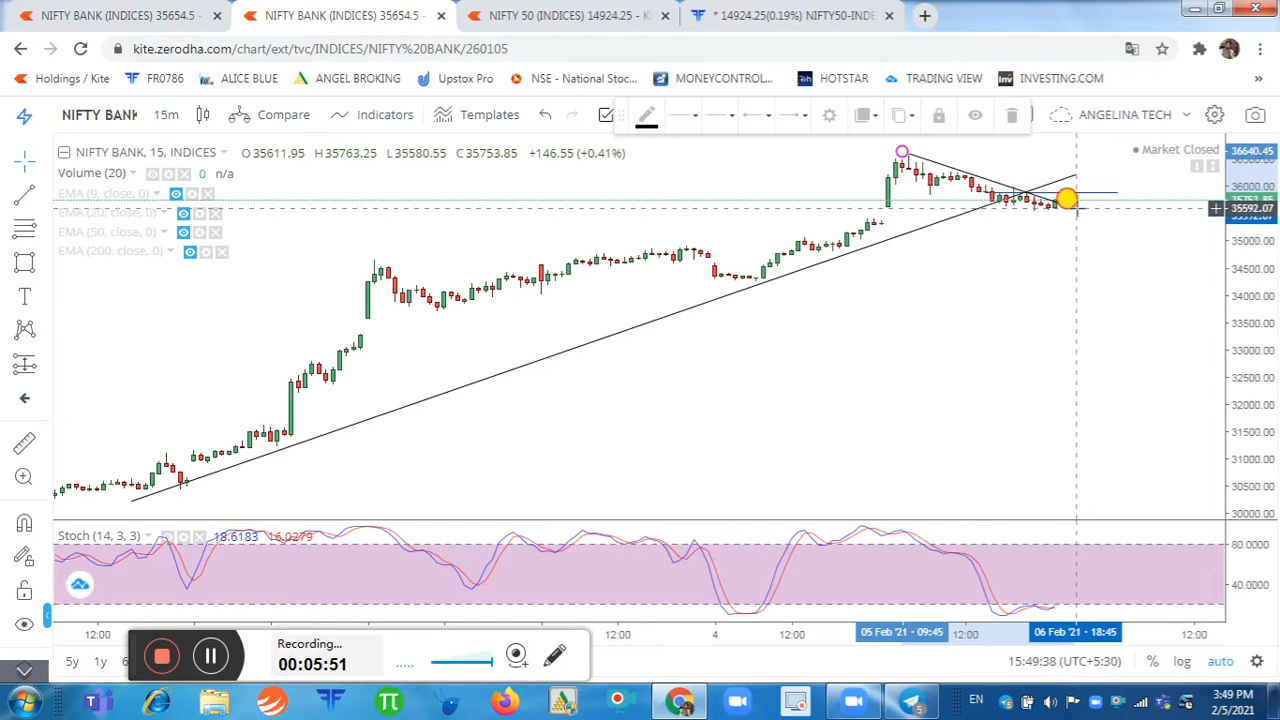 NIFTY BANK (INDICES) 35654.5
NIFTY BANK (INDICES) 35654.5
NIFTY 50 (INDICES) 14924.25 - K
* 14924.25(0.19%) NIFTY50-INDE
kite.zerodha.com/chart/ext/tvc/INDICES/NIFTY%20BANK/260105
Holdings / Kite
FR0786
ALICE BLUE
ANGEL BROKING
Upstox Pro
NSE - National Stoc...
MONEYCONTROL...
HOTSTAR
TRADING VIEW
INVESTING.COM
»
NIFTY BANK
15m
Compare
Indicators
Templates
ANGELINA TECH
NIFTY BANK, 15, INDICES
O35611.95 H35763.25 L35580.55 C35753.85 +146.55 (+0.41%)
Market Closed
Volume (20) 0 n/a
EMA (9, close, 0)
EMA (20, close, 0)
EMA (50, close, 0)
EMA (200, close, 0)
36640.45
36000.00
35592.07
35000.00
34500.00
34000.00
33500.00
33000.00
32500.00
32000.00
31500.00
31000.00
30500.00
30000.00
Stoch (14, 3, 3) 18.6183 16.0279
80.0000
40.0000
12:00
12:00
4
12:00
05 Feb '21 - 09:45
12:00
06 Feb '21 - 18:45
12:00
Recording...
00:05:51
5y
1y
15:49:38 (UTC+5:30)
%
log
auto
EN
3:49 PM
2/5/2021